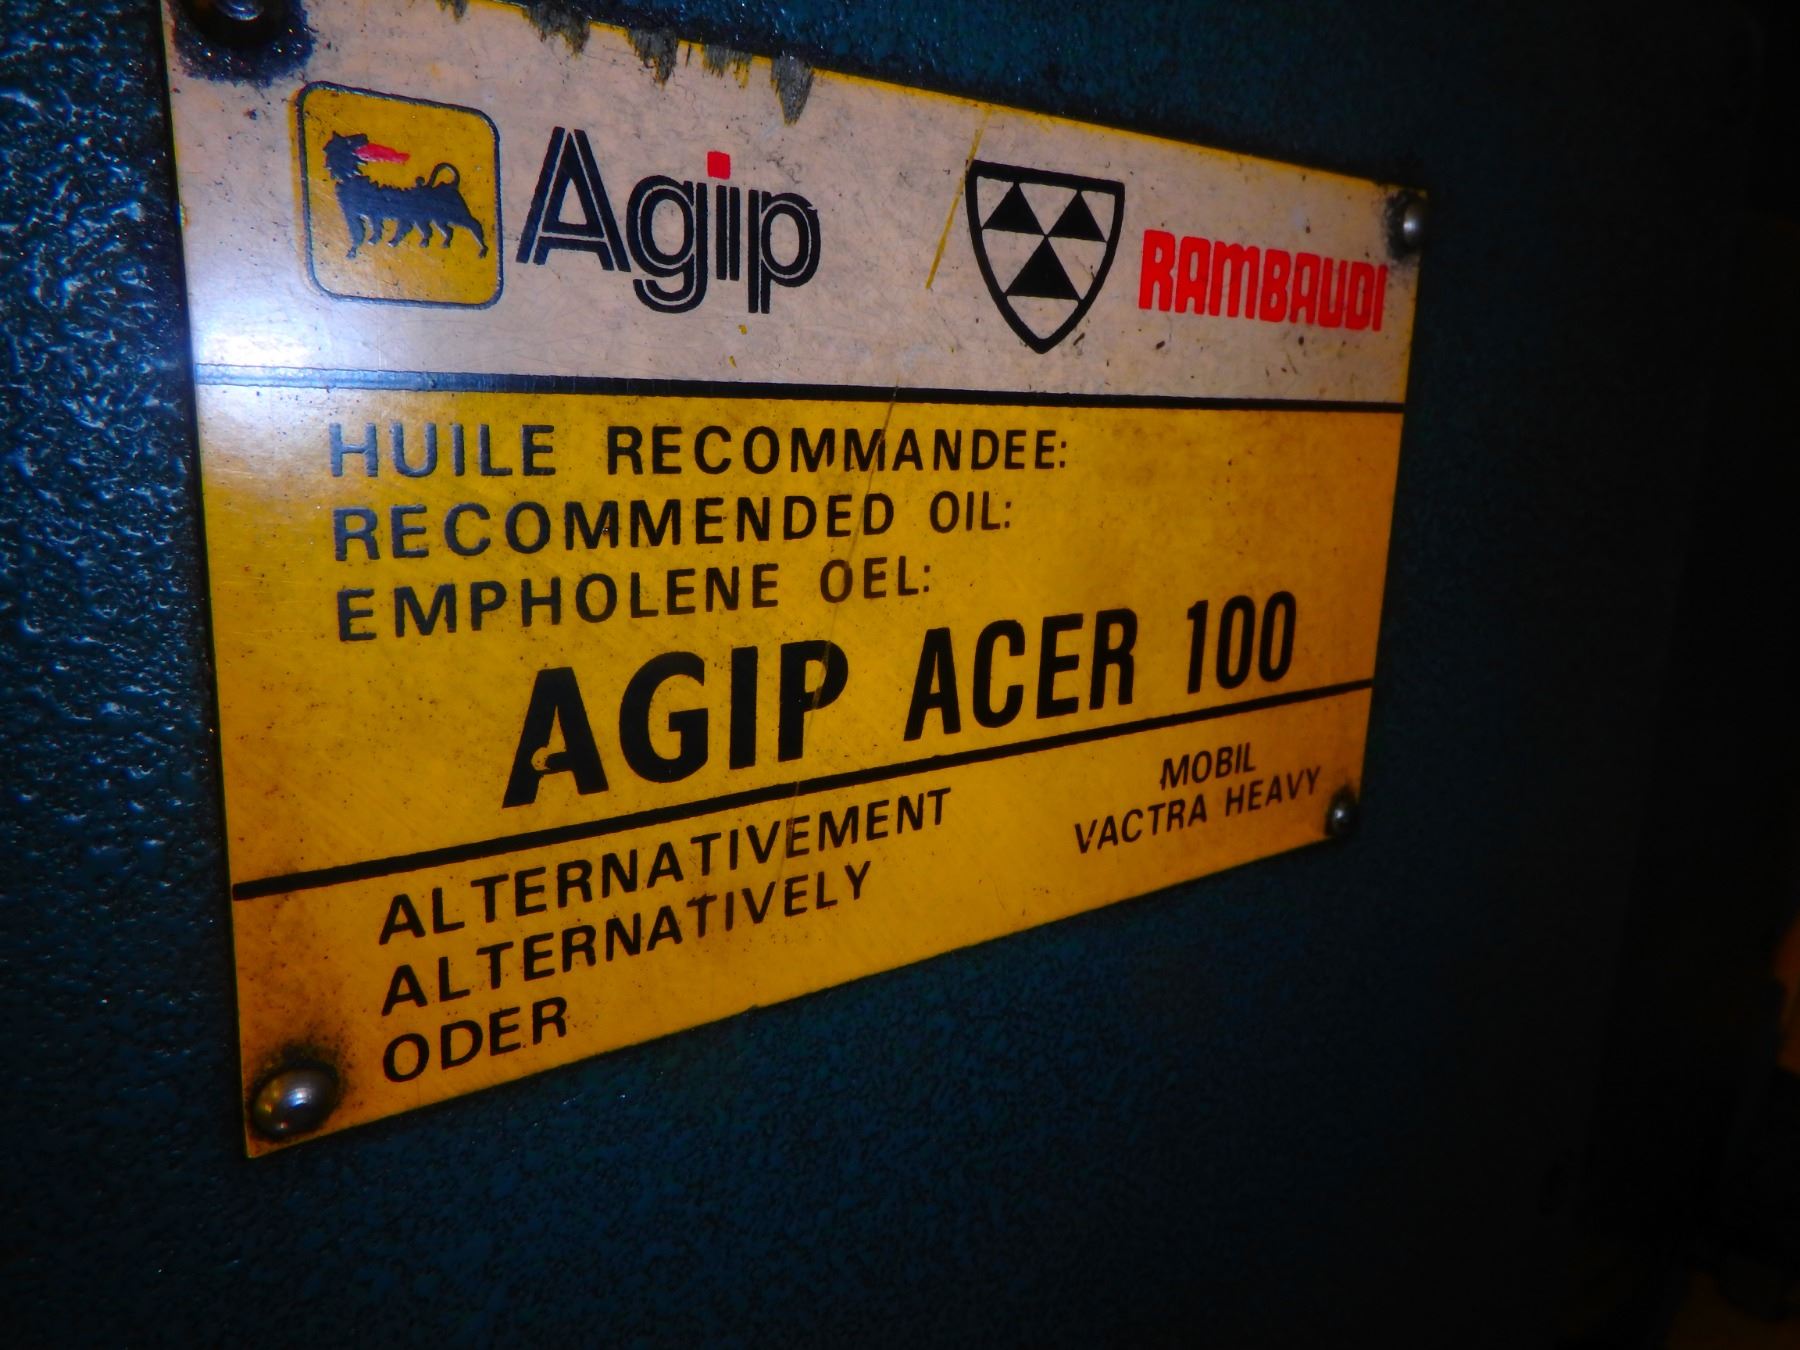 Agip
RAMBAUDI
HUILE RECOMMANDEE:
RECOMMENDED OIL:
EMPHOLENE OEL:
AGIP ACER 100
ALTERNATIVEMENT
ALTERNATIVELY
ODER
MOBIL
VACTRA HEAVY